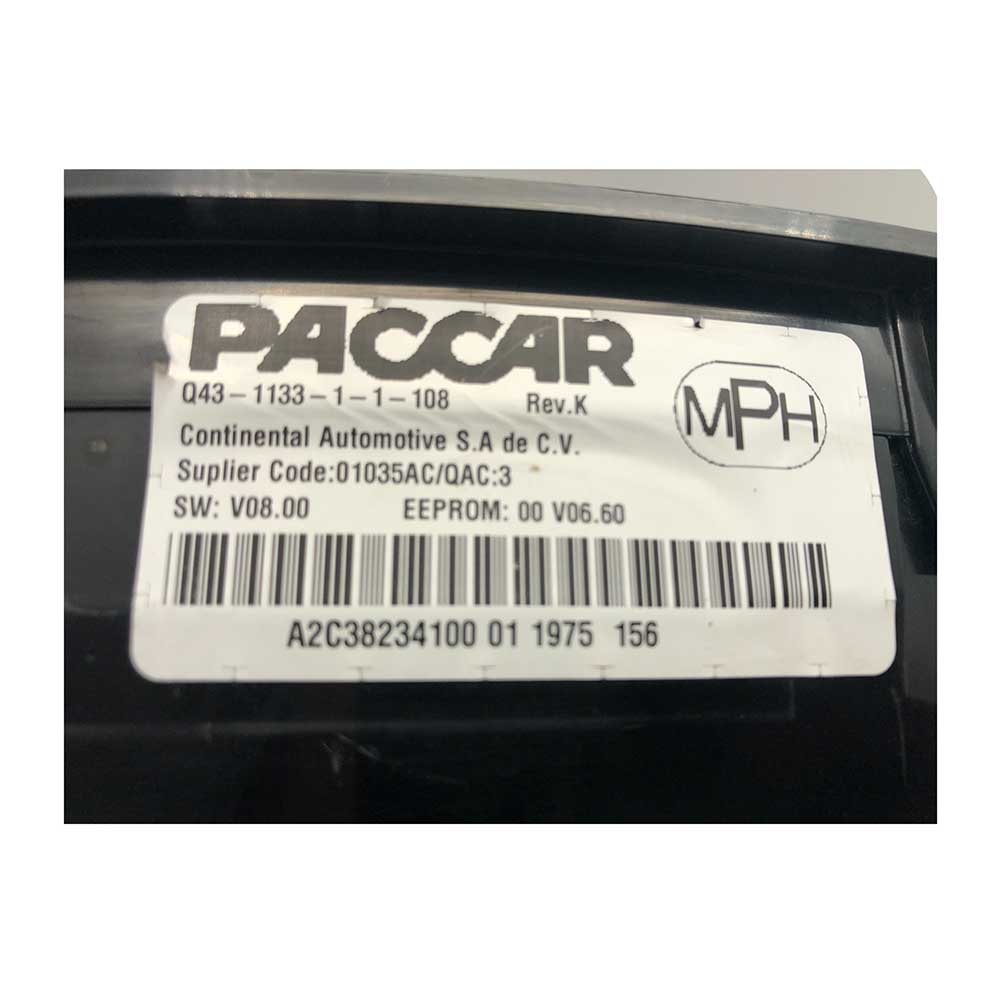 PACCAR
Q43-1133-1-1-108 Rev.K
MPH
Continental Automotive S.A de C.V.
Suplier Code:01035AC/QAC:3
SW: V08.00 EEPROM: 00 V06.60
A2C38234100 01 1975 156